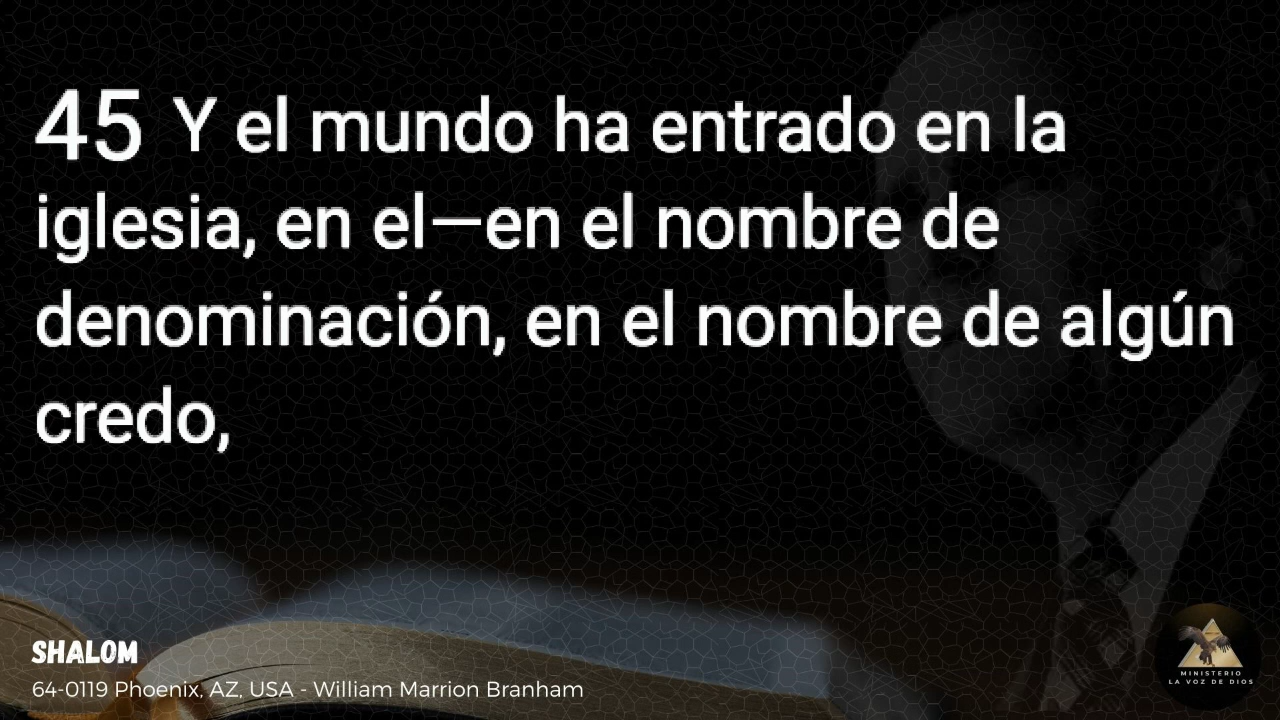 45 Y el mundo ha entrado en la
iglesia, en el—en el nombre de
denominación, en el nombre de algún
credo,
SHALOM
64-0119 Phoenix, AZ, USA - William Marrion Branham
MINISTERIO
LA VOZ DE DIOS